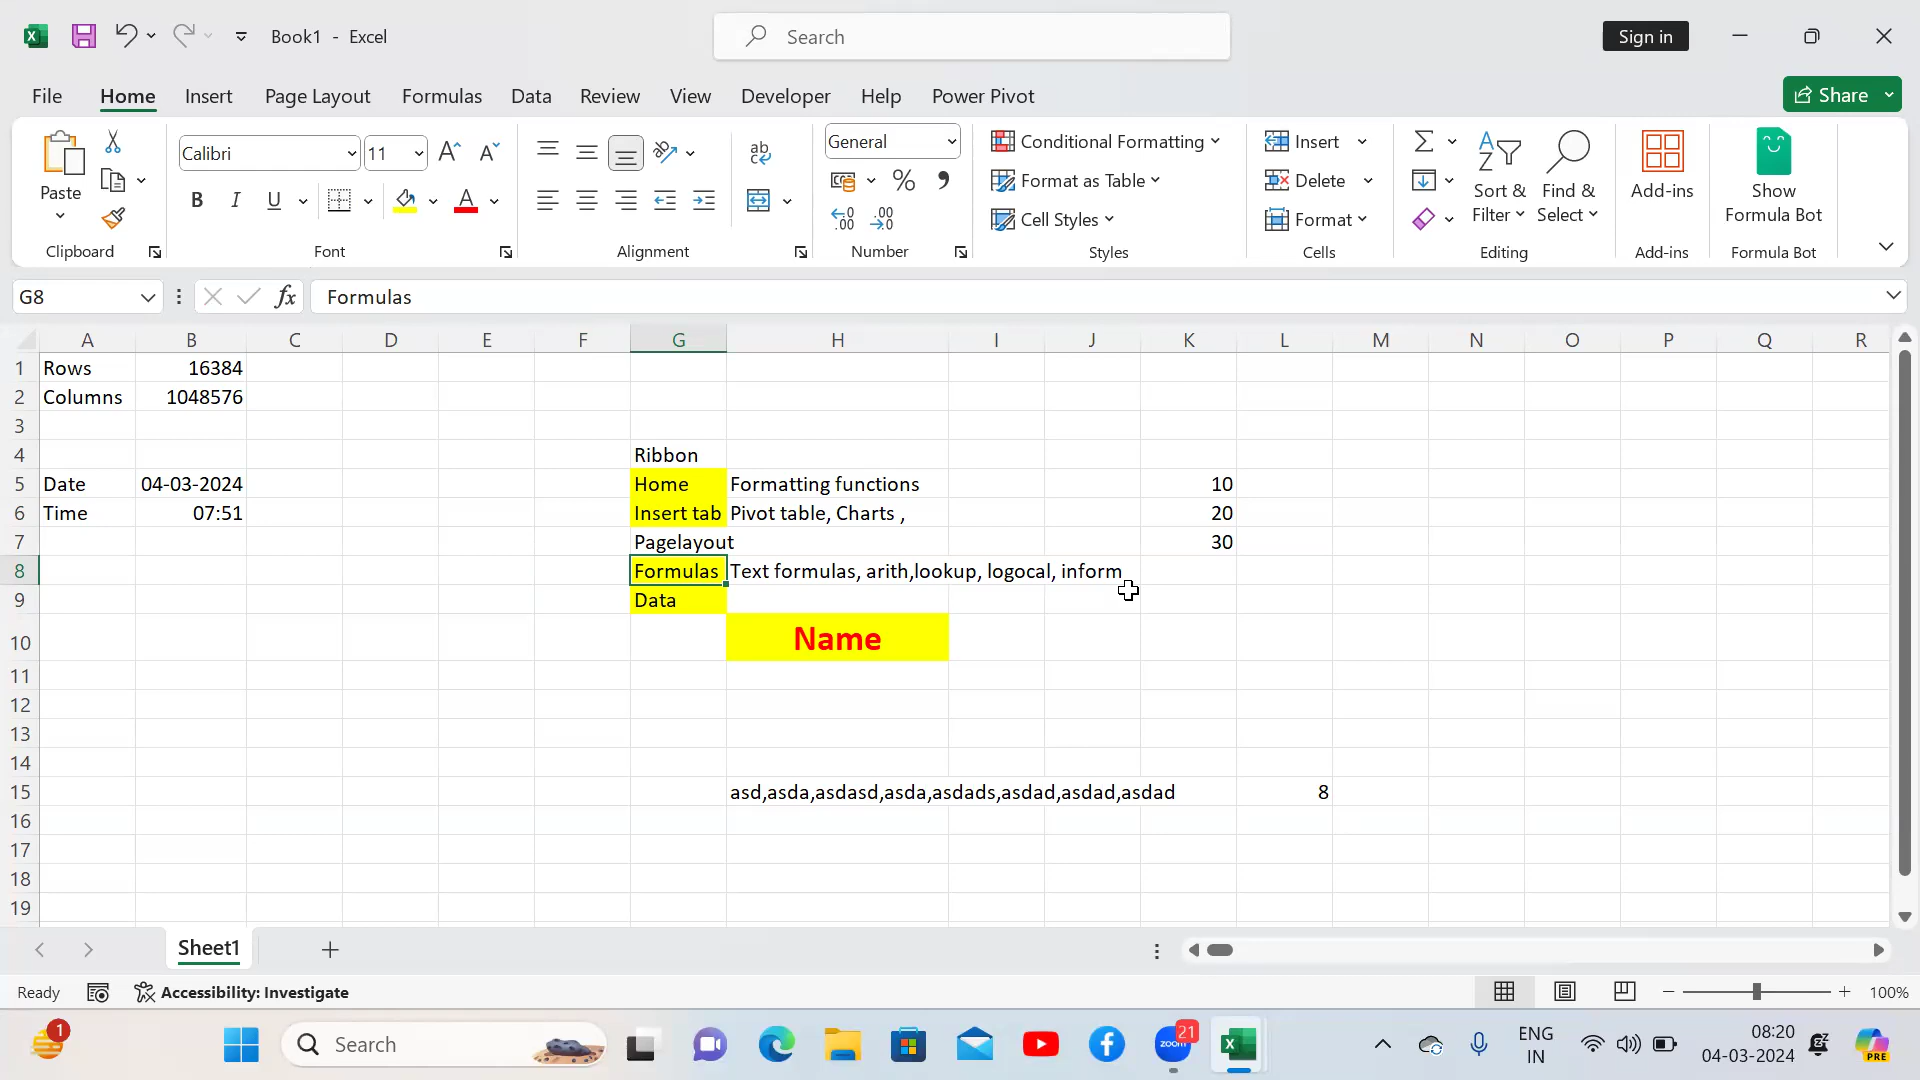 Book1 - Excel
Search
Sign in
File Home Insert Page Layout Formulas Data Review View Developer Help Power Pivot
Share
Paste
Clipboard
Calibri 11
B I U
Font
Alignment
General
Number
Conditional Formatting
Format as Table
Cell Styles
Styles
Insert
Delete
Format
Cells
Sort & Filter
Find & Select
Editing
Add-ins
Add-ins
Show Formula Bot
Formula Bot
G8 fx Formulas
A B C D E F G H I J K L M N O P Q R
1 Rows 16384
2 Columns 1048576
3
4 Ribbon
5 Date 04-03-2024 Home Formatting functions 10
6 Time 07:51 Insert tab Pivot table, Charts , 20
7 Pagelayout 30
8 Formulas Text formulas, arith,lookup, logocal, inform
9 Data
10 Name
11
12
13
14
15 asd,asda,asdasd,asda,asdads,asdad,asdad,asdad 8
16
17
18
19
Sheet1
Ready Accessibility: Investigate 100%
1 Search zoom 21 ENG IN 08:20 04-03-2024 PRE